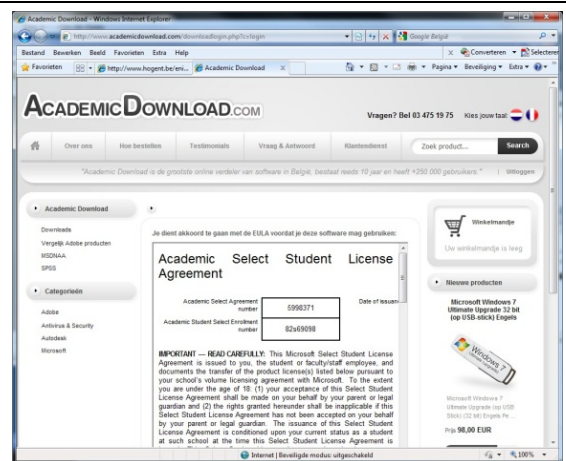 Academic Download - Windows Internet Explorer
http://www.academicdownload.com/downloadlogin.php?c=login
Google België
Bestand Bewerken Beeld Favorieten Extra Help
Converteren
Selecteren
Favorieten
http://www.hogent.be/eni...
Academic Download
Pagina Beveiliging Extra
ACADEMICDOWNLOAD.COM
Vragen? Bel 03 475 19 75 Kies jouw taal
Over ons Hoe bestellen Testimonials Vraag & Antwoord Klantendienst Zoek product... Search
"Academic Download is de grootste online verdeler van software in België, bestaat reeds 10 jaar en heeft +250.000 gebruikers." Uitloggen
Academic Download
Downloads
Vergelijk Adobe producten
MSDNAA
SPSS
Categorieën
Adobe
Antivirus & Security
Autodesk
Microsoft
Je dient akkoord te gaan met de EULA voordat je deze software mag gebruiken:
Academic Select Student License
Agreement
Academic Select Agreement
number
5998371
Date of issuan
Academic Student Select Enrollment
number
82s69098
IMPORTANT — READ CAREFULLY: This Microsoft Select Student License
Agreement is issued to you, the student or faculty/staff employee, and
documents the transfer of the product license(s) listed below pursuant to
your school's volume licensing agreement with Microsoft. To the extent
you are under the age of 18: (1) your acceptance of this Select Student
License Agreement shall be made on your behalf by your parent or legal
guardian and (2) the rights granted hereunder shall be inapplicable if this
Select Student License Agreement has not been accepted on your behalf
by your parent or legal guardian. The issuance of this Select Student
License Agreement is conditioned upon your current status as a student
at such school at the time this Select Student License Agreement is
Winkelmandje
Uw winkelmandje is leeg
Nieuwe producten
Microsoft Windows 7
Ultimate Upgrade 32 bit
(op USB-stick) Engels
Windows 7
Microsoft Windows 7
Ultimate Upgrade (op USB
Stick) (32 bit) Engels Pe ...
Prijs 98,00 EUR
Internet | Beveiligde modus: uitgeschakeld
100%